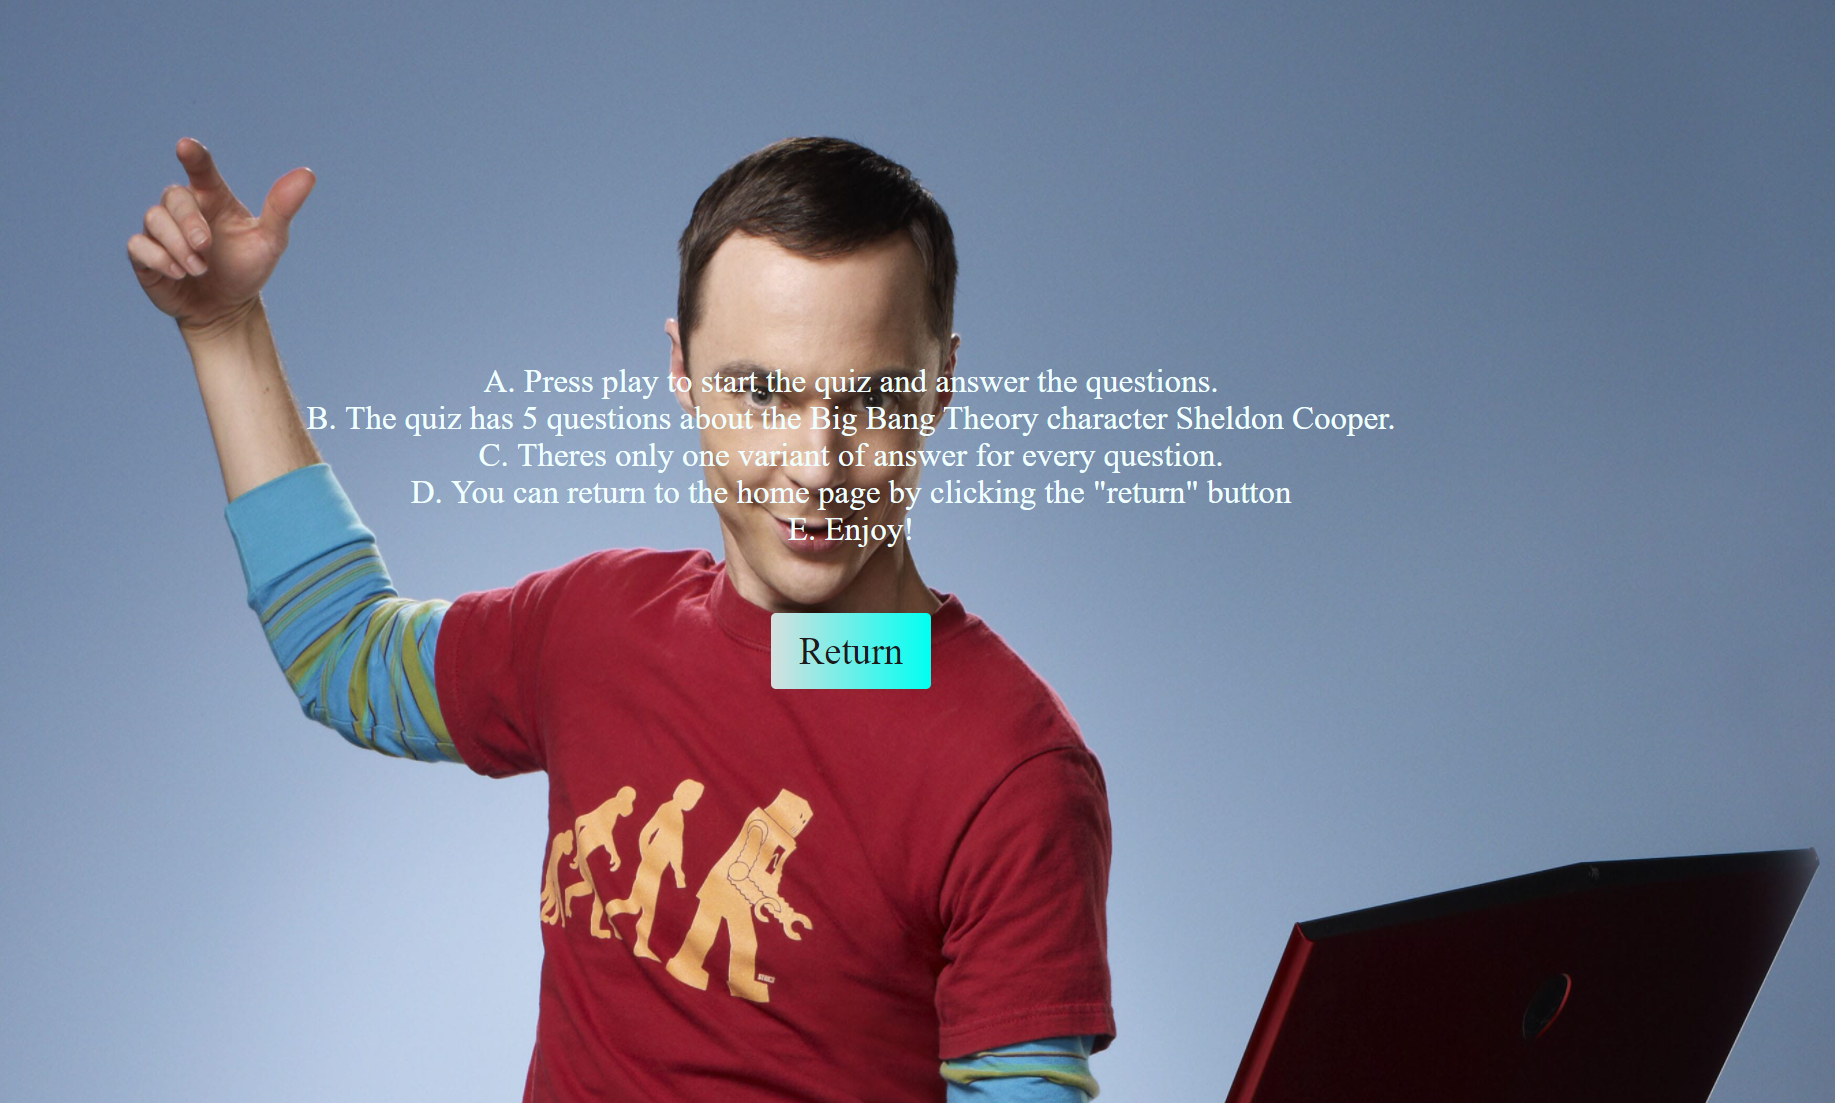 A. Press play to start the quiz and answer the questions.
B. The quiz has 5 questions about the Big Bang Theory character Sheldon Cooper.
C. Theres only one variant of answer for every question.
D. You can return to the home page by clicking the "return" button
E. Enjoy!
Return